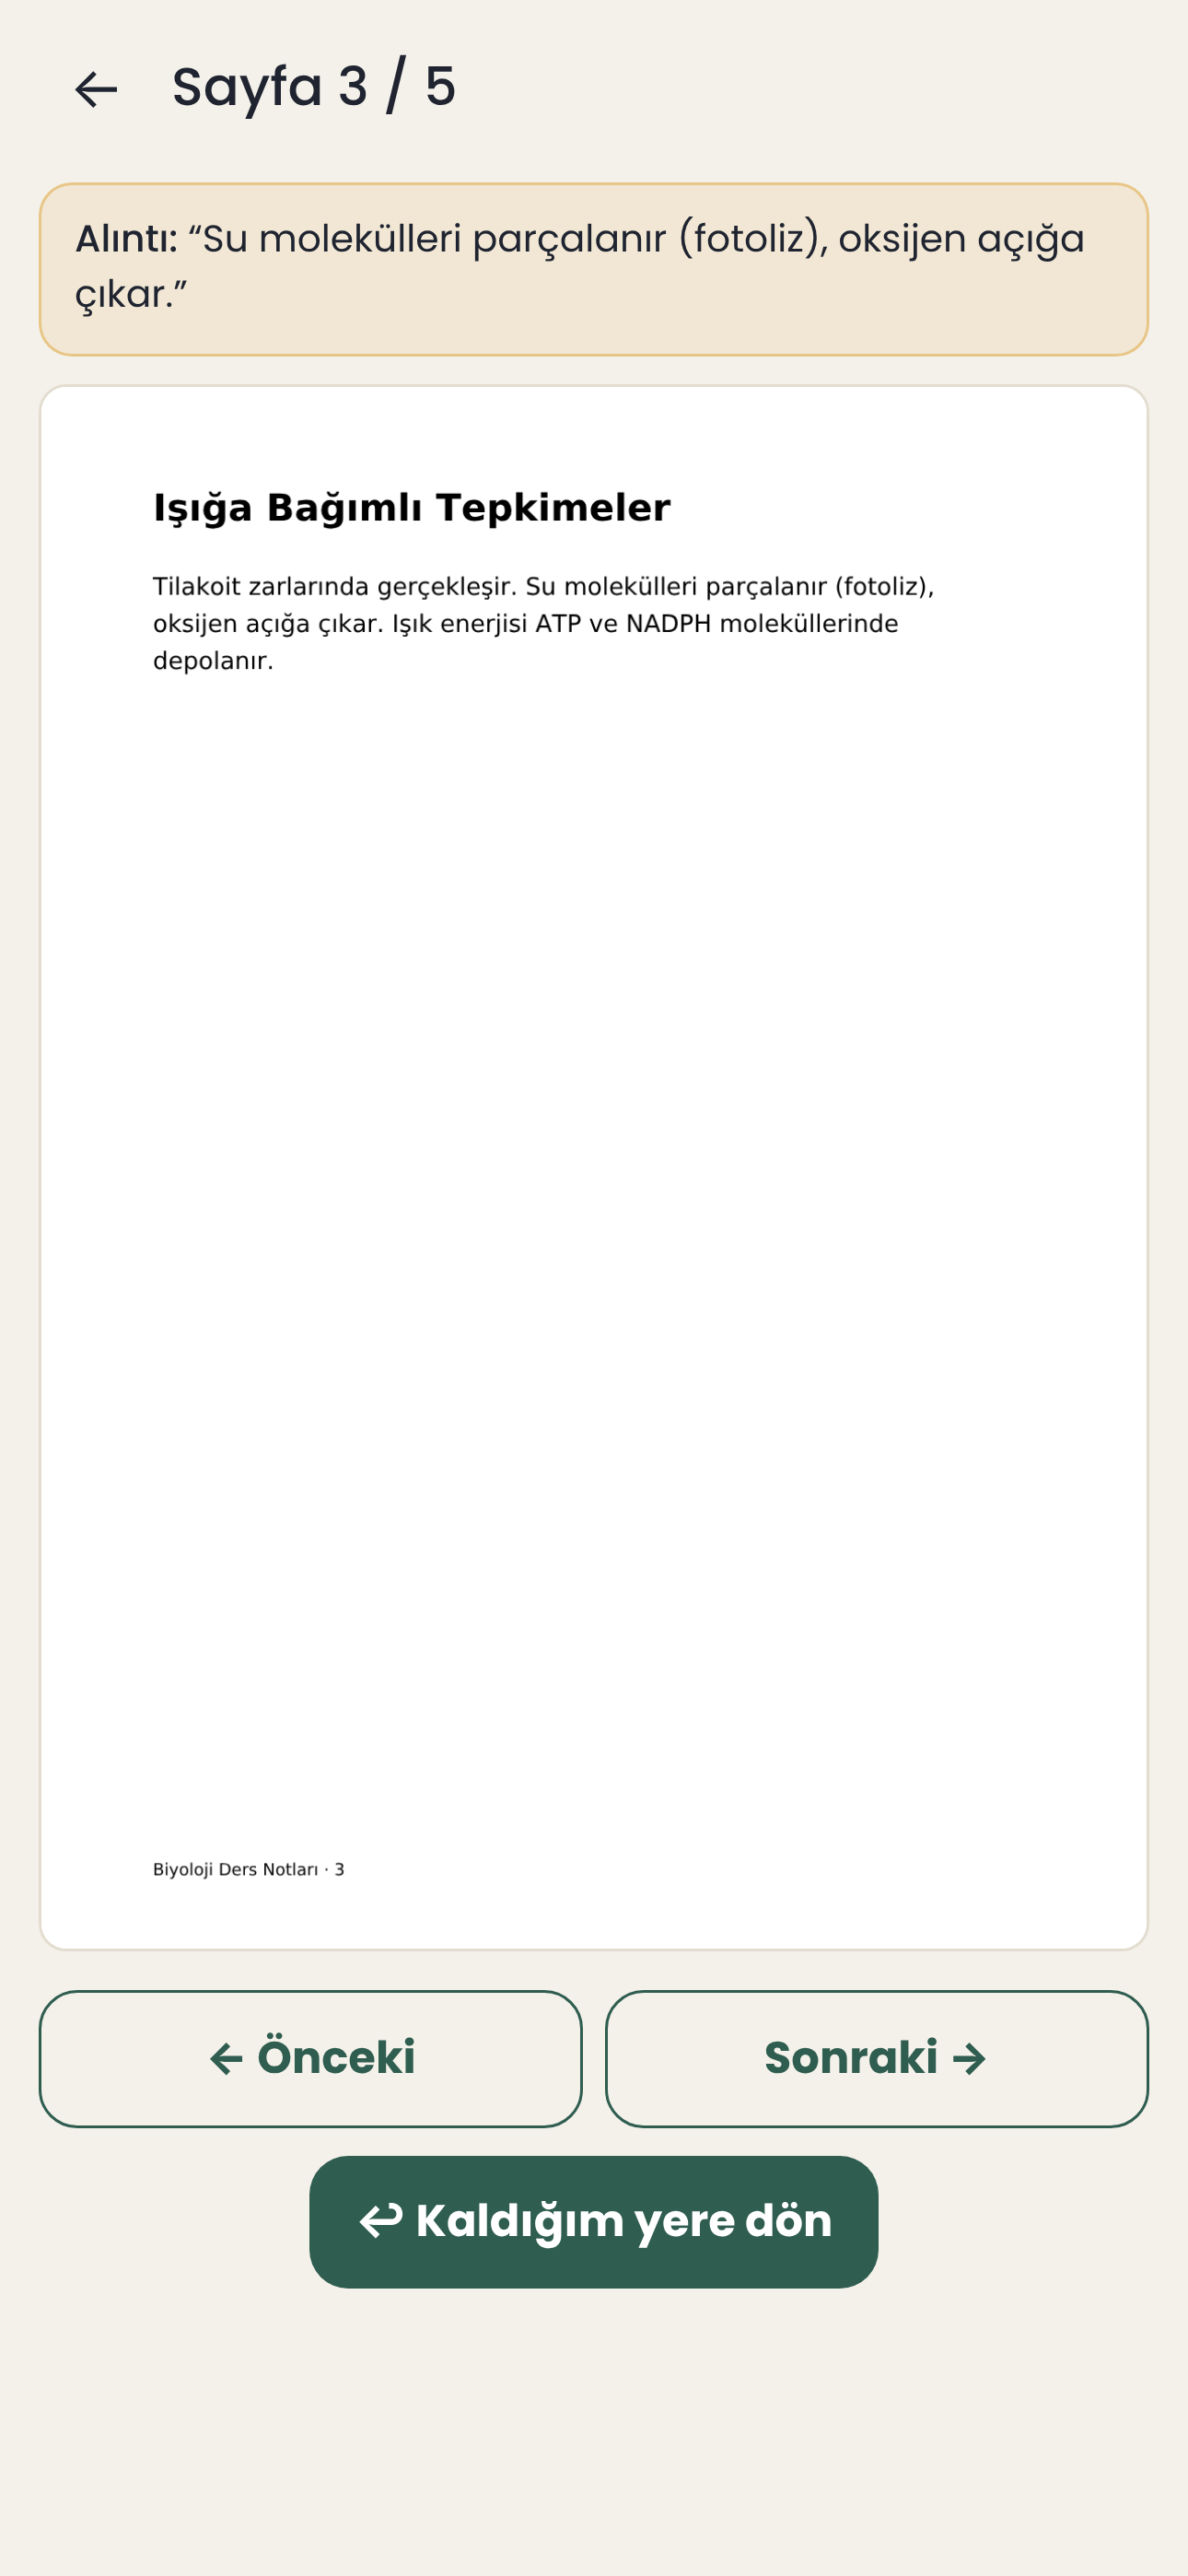 ← Sayfa 3 / 5
Alıntı: “Su molekülleri parçalanır (fotoliz), oksijen açığa
çıkar.”
Işığa Bağımlı Tepkimeler
Tilakoit zarlarında gerçekleşir. Su molekülleri parçalanır (fotoliz),
oksijen açığa çıkar. Işık enerjisi ATP ve NADPH moleküllerinde
depolanır.
Biyoloji Ders Notları · 3
← Önceki
Sonraki →
↩ Kaldığım yere dön